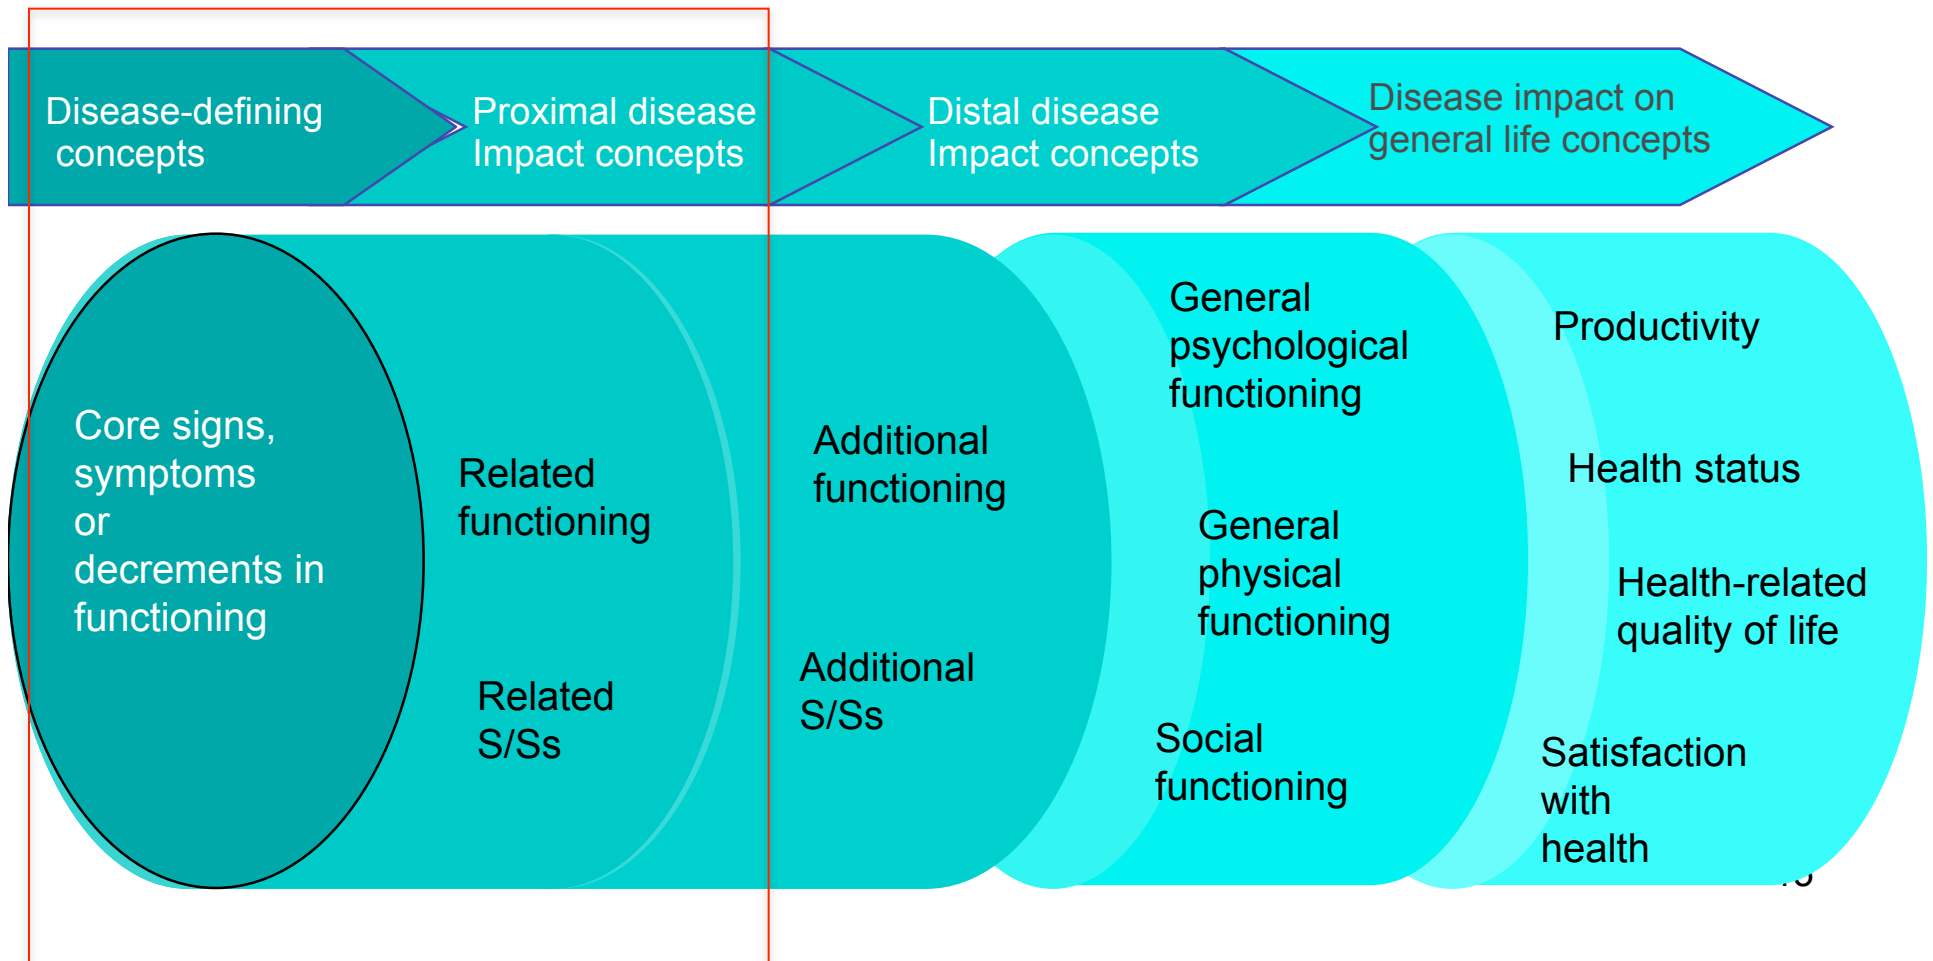 Disease-defining
concepts
Proximal disease
Impact concepts
Distal disease
Impact concepts
Disease impact on
general life concepts
Core signs,
symptoms
or
decrements in
functioning
Related
functioning
Related
S/Ss
Additional
functioning
Additional
S/Ss
General
psychological
functioning
General
physical
functioning
Social
functioning
Productivity
Health status
Health-related
quality of life
Satisfaction
with
health